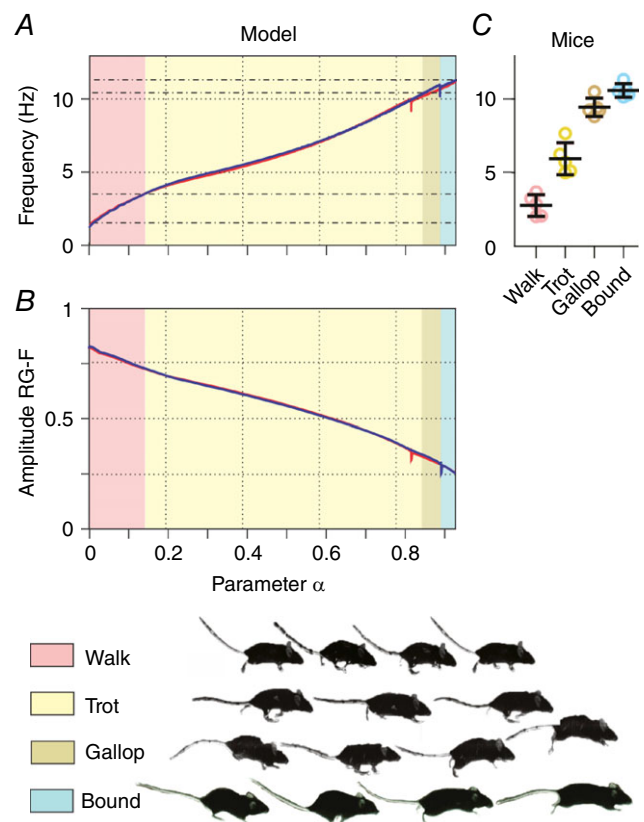 A
Model
Frequency (Hz)
10
5
0
C
Mice
10
5
0
Walk
Trot
Gallop
Bound
B
Amplitude RG-F
1
0.5
0
0
0.2
0.4
0.6
0.8
Parameter α
Walk
Trot
Gallop
Bound